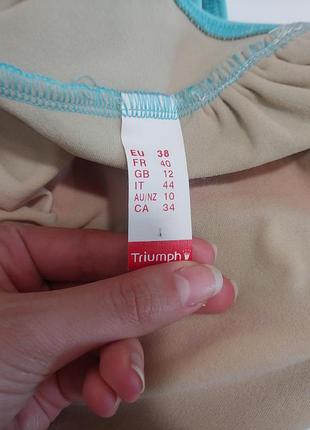 EU 38
FR 40
GB 12
IT 44
AU/NZ 10
CA 34
Triumph